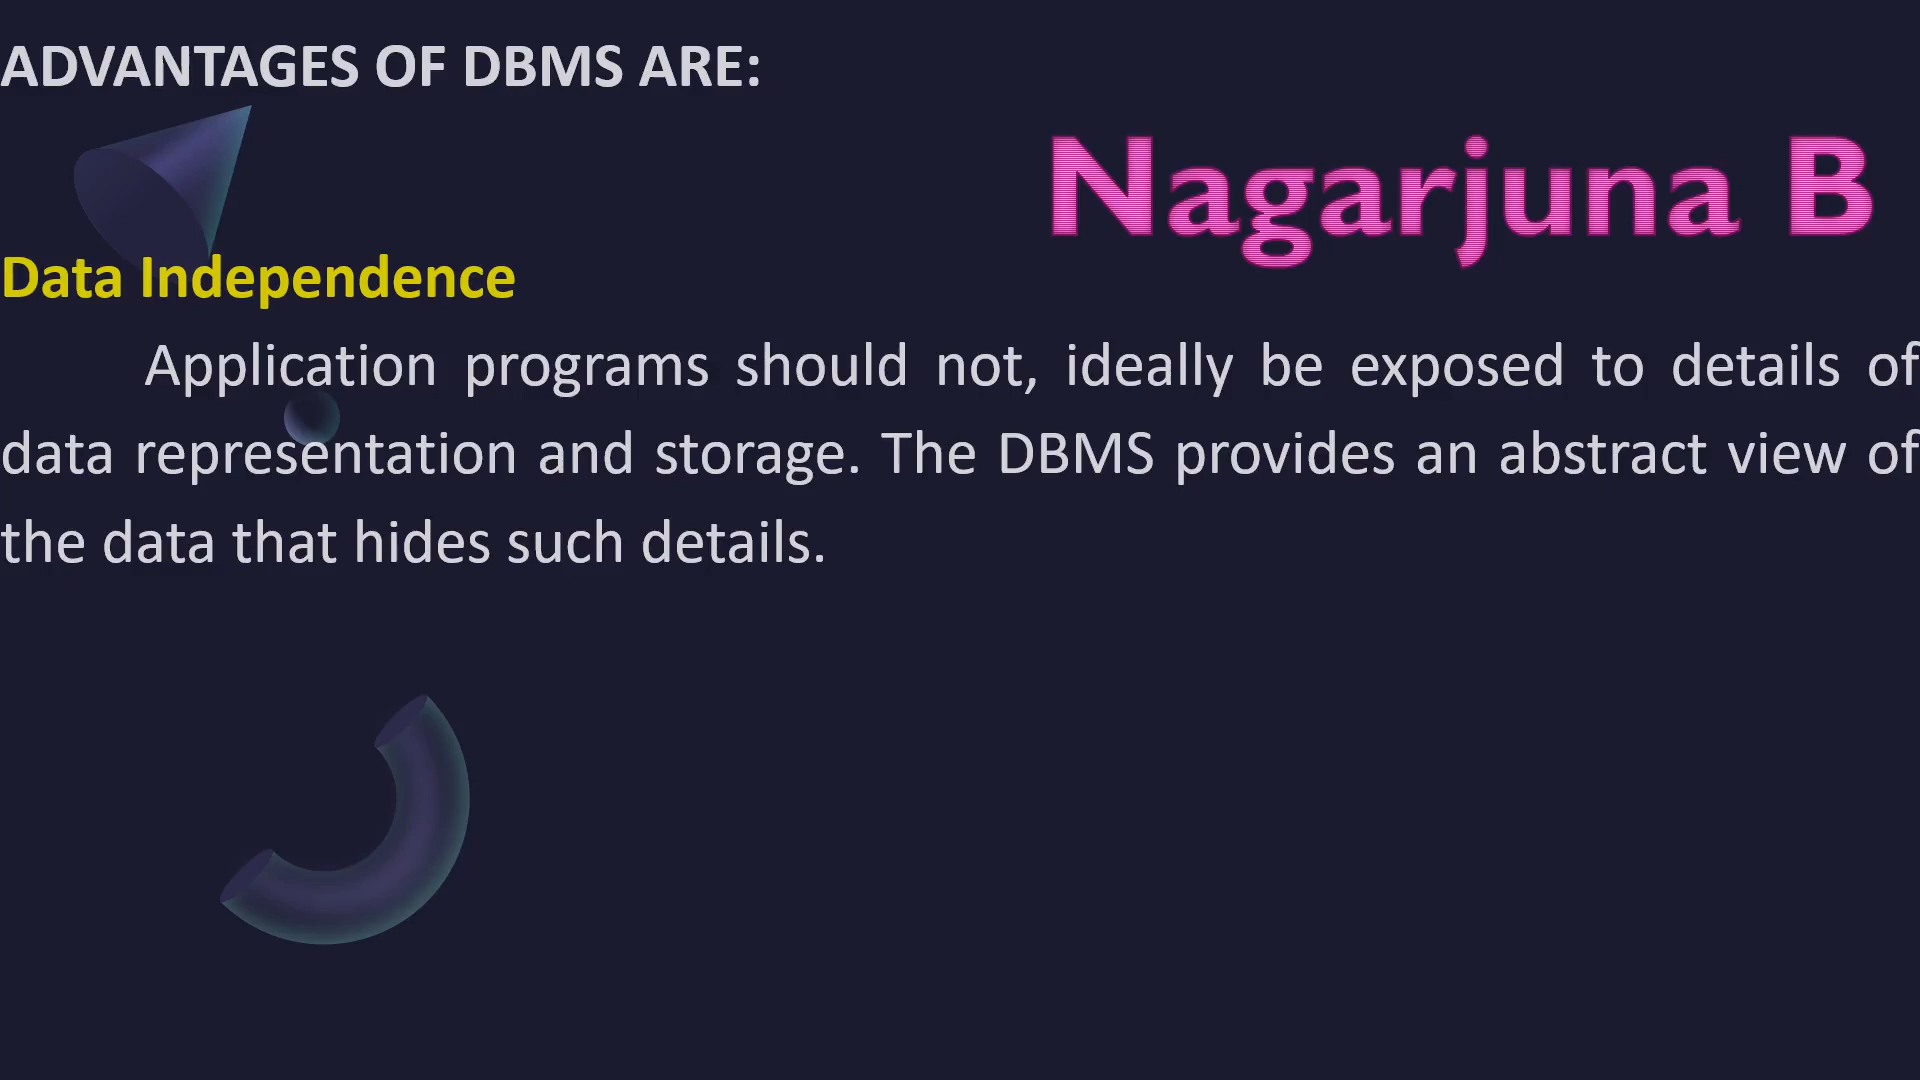 ADVANTAGES OF DBMS ARE:
Nagarjuna B
Data Independence
Application programs should not, ideally be exposed to details of
data representation and storage. The DBMS provides an abstract view of
the data that hides such details.